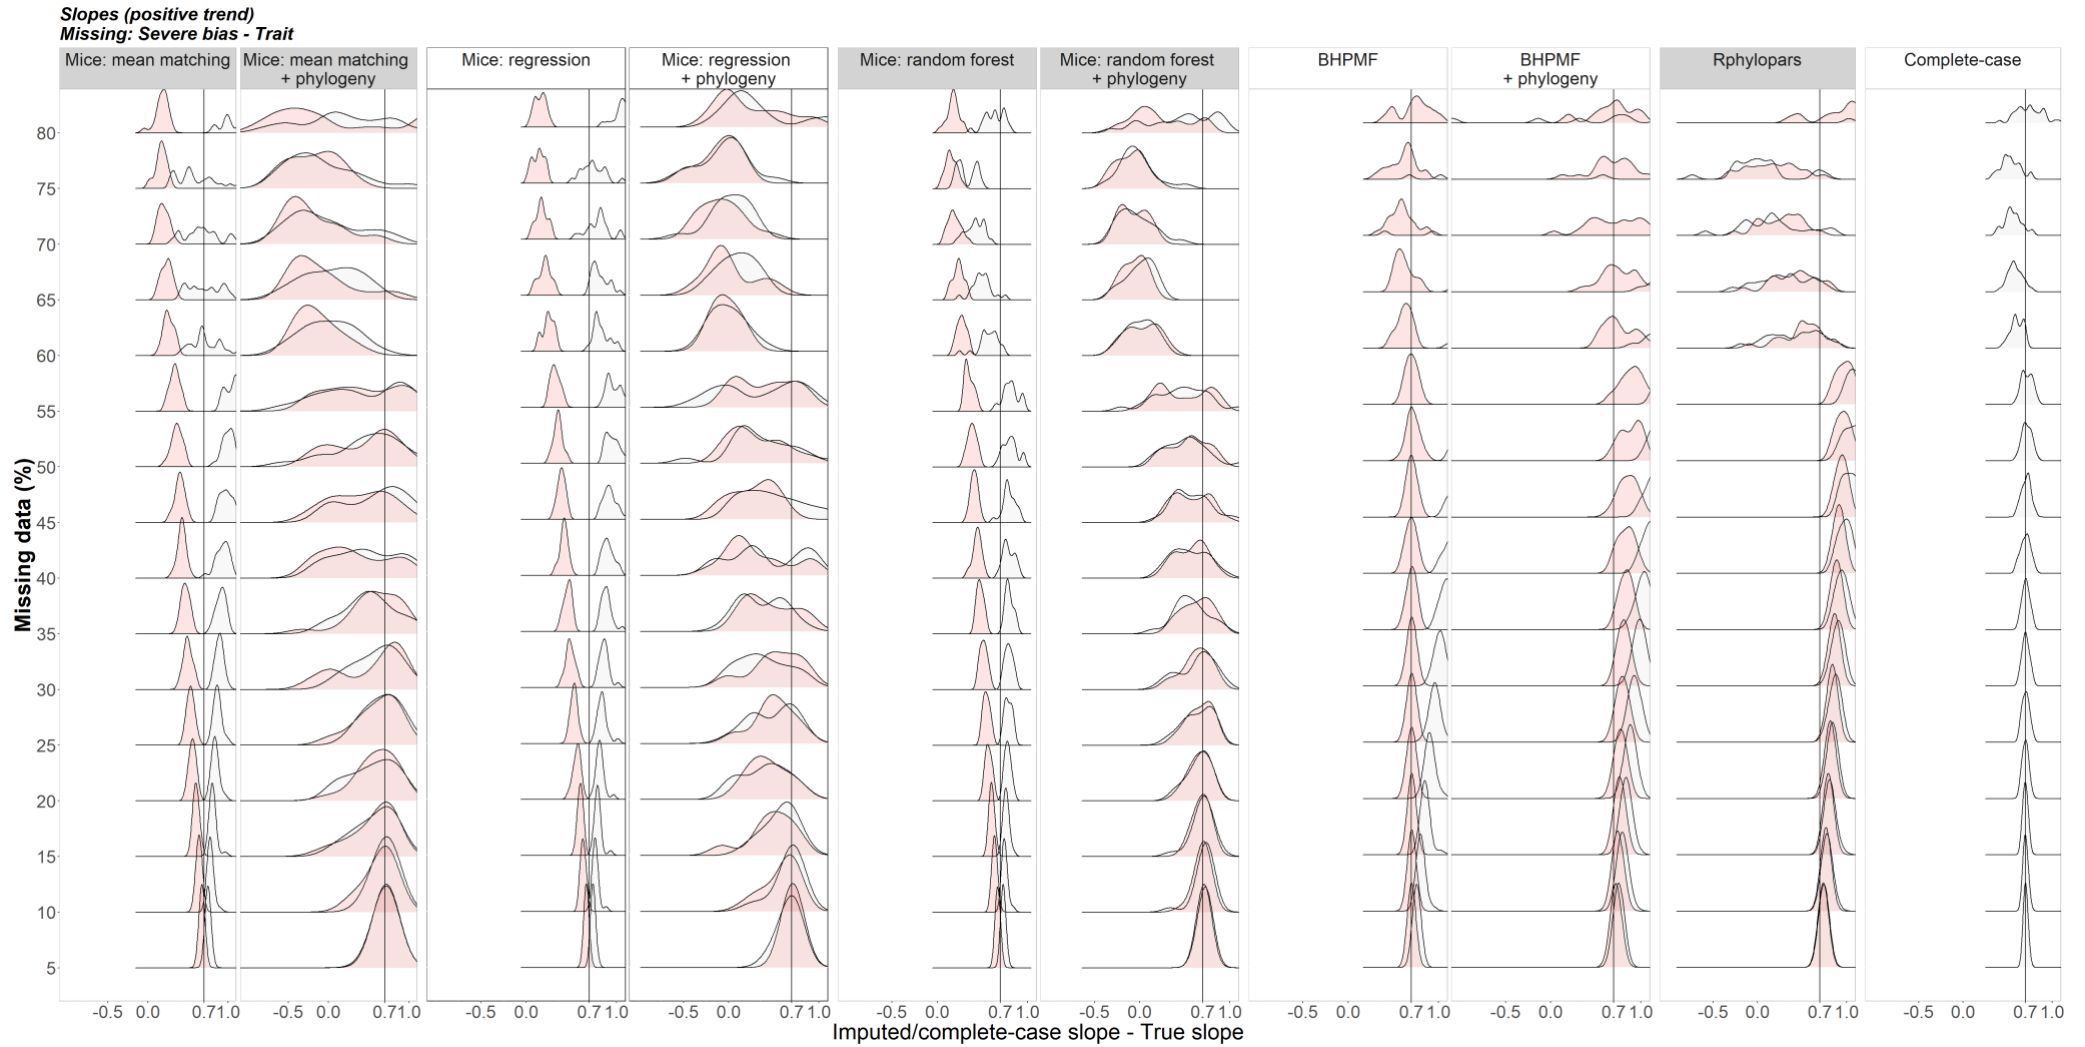 Slopes (positive trend)
Missing: Severe bias - Trait
Mice: mean matching
Mice: mean matching
+ phylogeny
Mice: regression
Mice: regression
+ phylogeny
Mice: random forest
Mice: random forest
+ phylogeny
BHPMF
BHPMF
+ phylogeny
Rphylopars
Complete-case
Missing data (%)
80
75
70
65
60
55
50
45
40
35
30
25
20
15
10
5
-0.5 0.0 0.71.0
-0.5 0.0 0.71.0
-0.5 0.0 0.71.0
-0.5 0.0 0.71.0
-0.5 0.0 0.71.0
-0.5 0.0 0.71.0
-0.5 0.0 0.71.0
-0.5 0.0 0.71.0
-0.5 0.0 0.71.0
-0.5 0.0 0.71.0
Imputed/complete-case slope - True slope